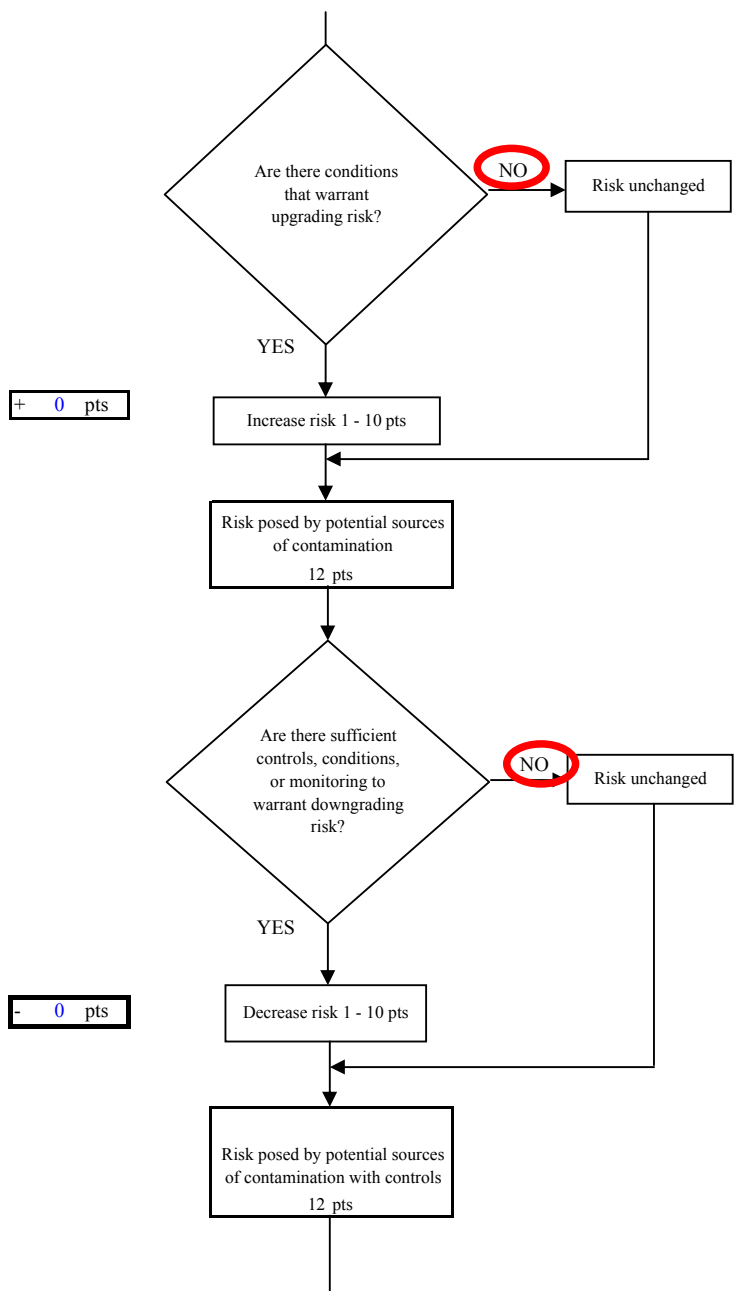 Are there conditions
that warrant
upgrading risk?
NO
Risk unchanged
YES
+ 0 pts
Increase risk 1 - 10 pts
Risk posed by potential sources
of contamination
12 pts
Are there sufficient
controls, conditions,
or monitoring to
warrant downgrading
risk?
NO
Risk unchanged
YES
- 0 pts
Decrease risk 1 - 10 pts
Risk posed by potential sources
of contamination with controls
12 pts